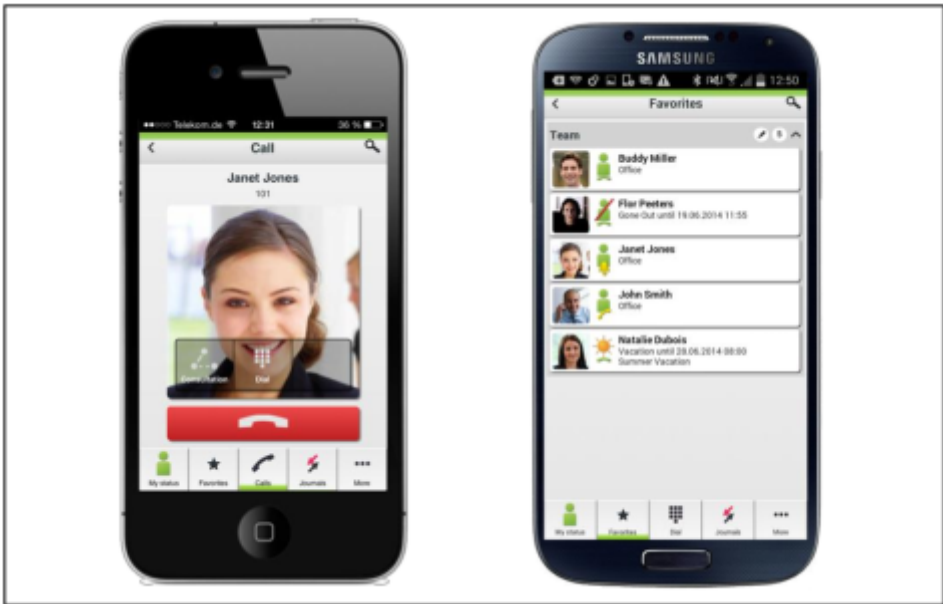 Telekom.de 12:31 36 %
Call
Janet Jones
101
Consultation Dial
My status Favorites Calls Journals More
SAMSUNG
12:50
Favorites
Team 5
Buddy Miller
Office
Flor Peeters
Gone Out until 19.06.2014 11:55
Janet Jones
Office
John Smith
Office
Natalie Dubois
Vacation until 28.06.2014 08:00
Summer Vacation
My status Favorites Dial Journals More